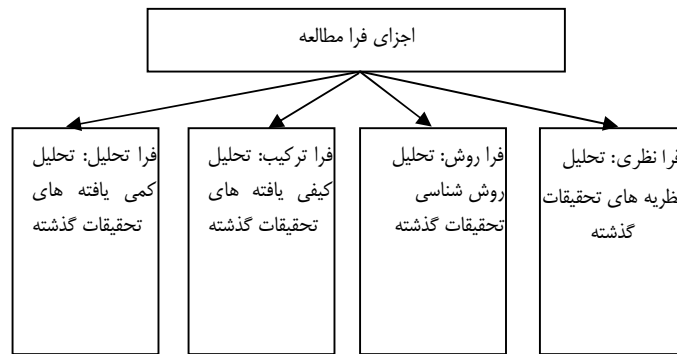 اجزای فرا مطالعه
فرا نظری: تحلیل
نظریه های تحقیقات
گذشته
فرا روش: تحلیل
روش شناسی
تحقیقات گذشته
فرا ترکیب: تحلیل
کیفی یافته های
تحقیقات گذشته
فرا تحلیل: تحلیل
کمی یافته های
تحقیقات گذشته